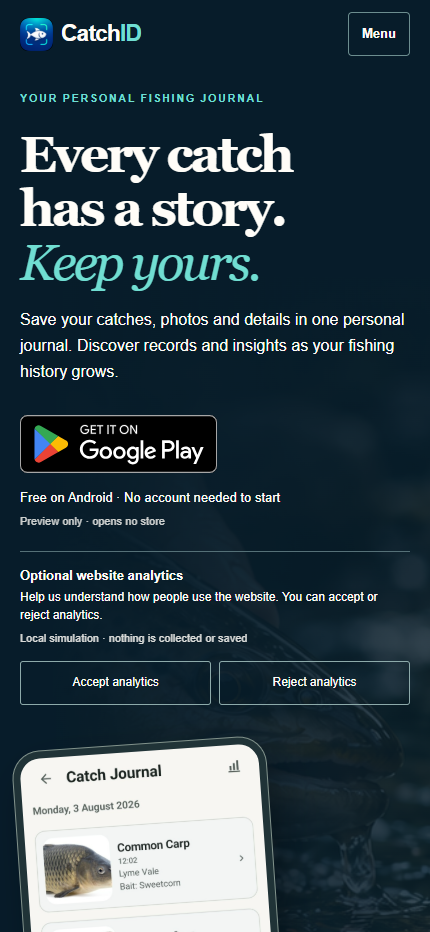 CatchID
Menu
YOUR PERSONAL FISHING JOURNAL
Every catch
has a story.
Keep yours.
Save your catches, photos and details in one personal
journal. Discover records and insights as your fishing
history grows.
GET IT ON
Google Play
Free on Android · No account needed to start
Preview only · opens no store
Optional website analytics
Help us understand how people use the website. You can accept or
reject analytics.
Local simulation · nothing is collected or saved
Accept analytics
Reject analytics
Catch Journal
Monday, 3 August 2026
Common Carp
12:02
Lyme Vale
Bait: Sweetcorn